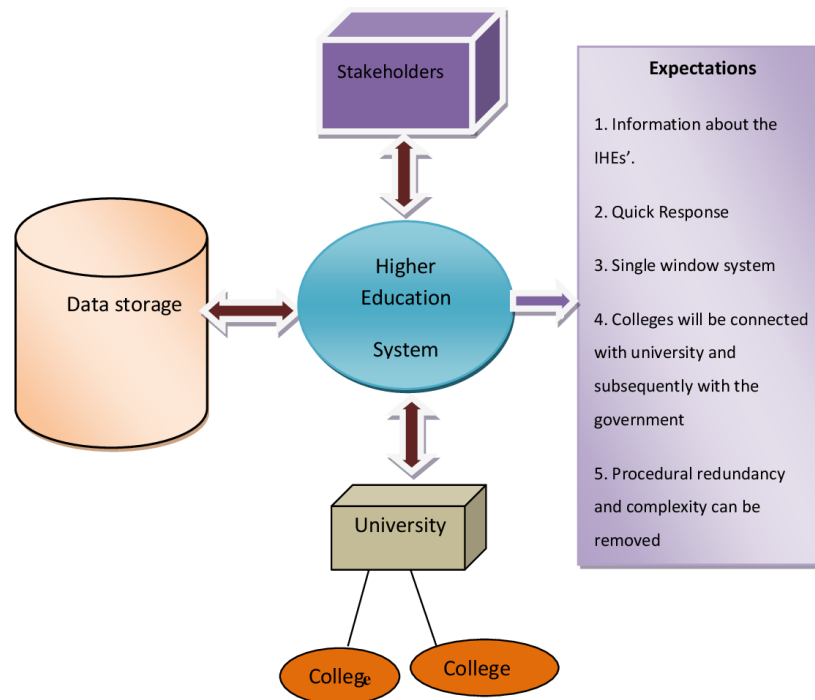 Stakeholders
Expectations
1. Information about the
IHEs’.
2. Quick Response
3. Single window system
4. Colleges will be connected
with university and
subsequently with the
government
5. Procedural redundancy
and complexity can be
removed
Higher
Education
System
Data storage
University
College
College